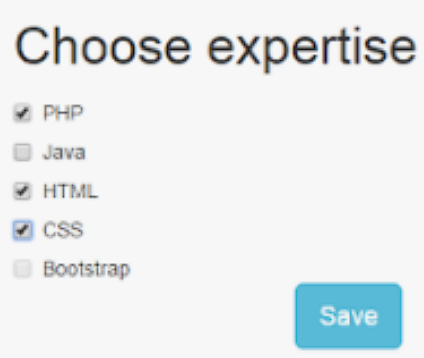 Choose expertise
PHP
Java
HTML
CSS
Bootstrap
Save